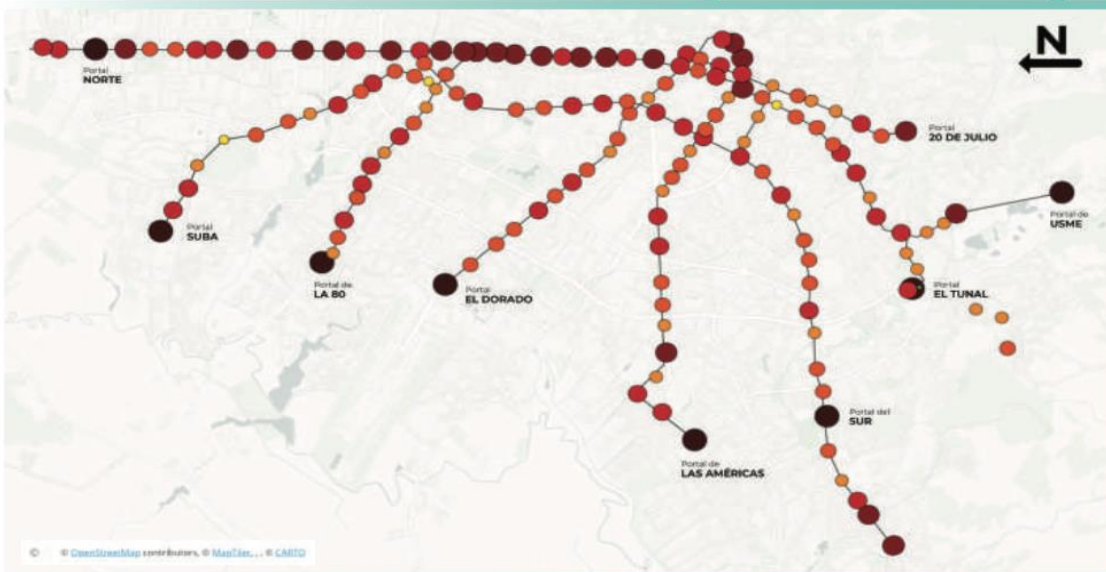 N
Portal
NORTE
Portal
20 DE JULIO
Portal de
USME
Portal
SUBA
Portal de
LA 80
Portal
EL DORADO
Portal
EL TUNAL
Portal del
SUR
Portal de
LAS AMÉRICAS
© © OpenStreetMap contributors, © MapTiler, , , © CARTO